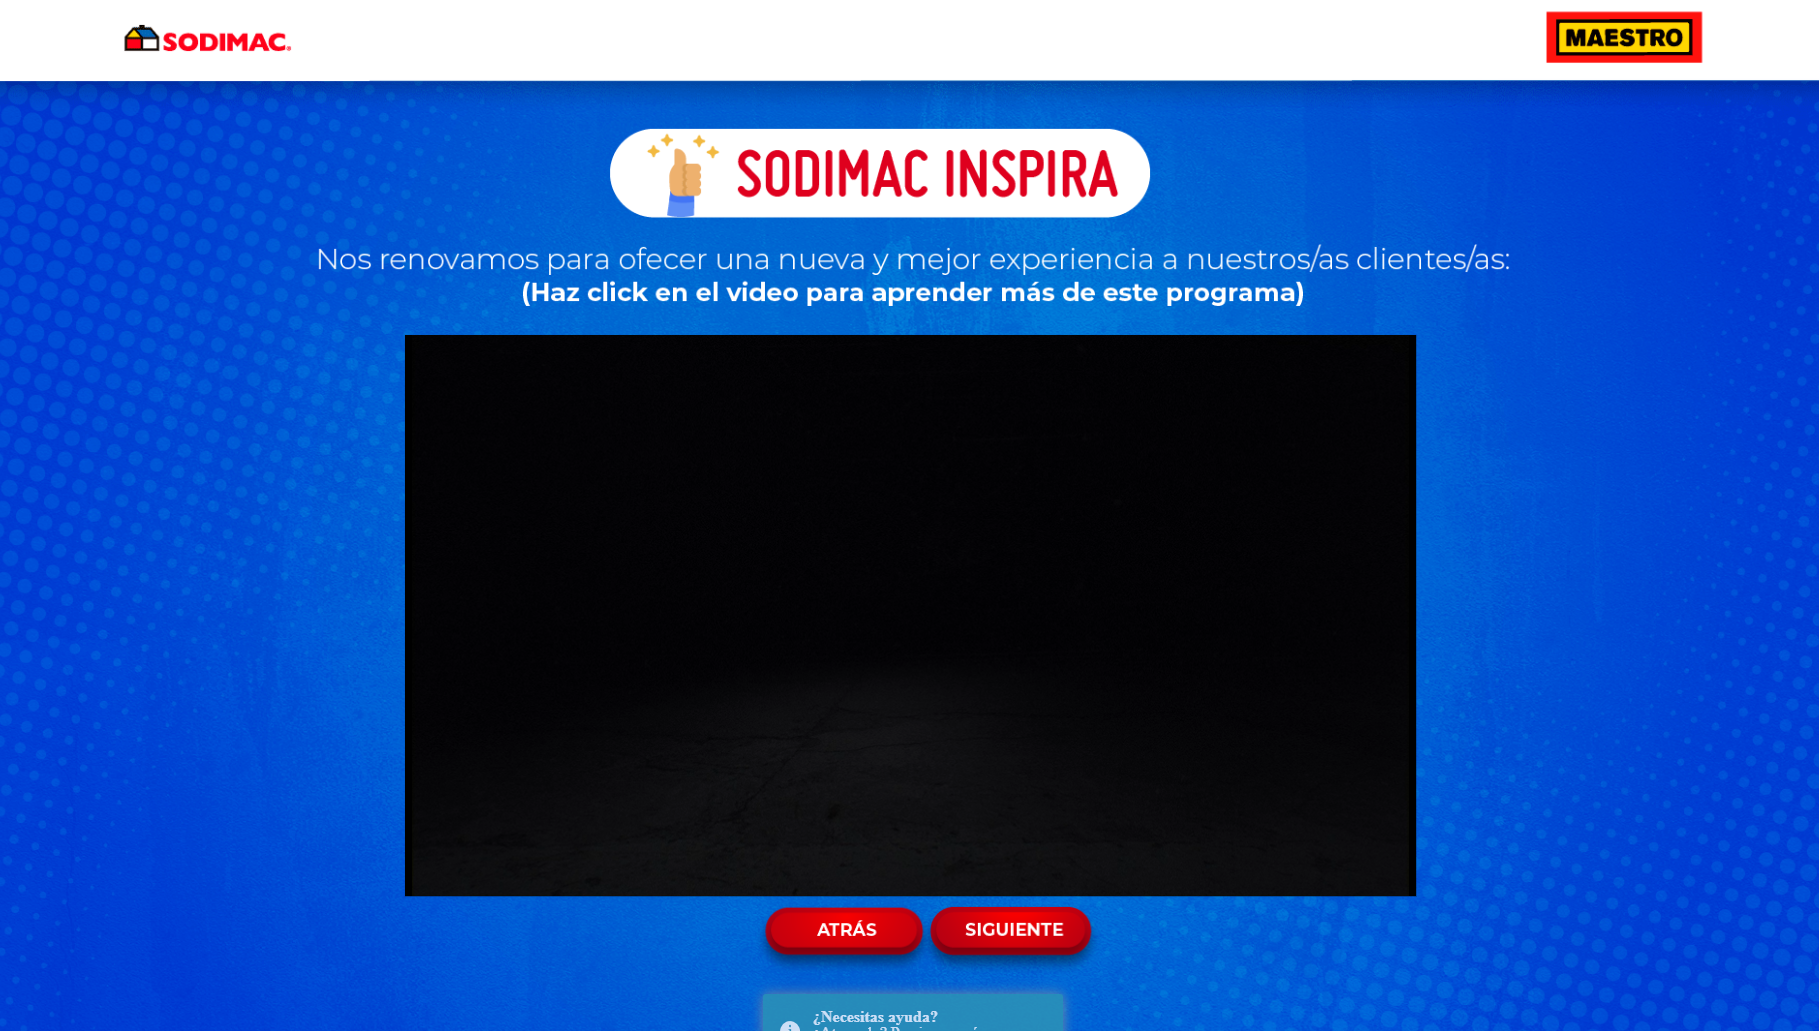 SODIMAC
MAESTRO
SODIMAC INSPIRA
Nos renovamos para ofecer una nueva y mejor experiencia a nuestros/as clientes/as:
(Haz click en el video para aprender más de este programa)
ATRÁS
SIGUIENTE
¿Necesitas ayuda?